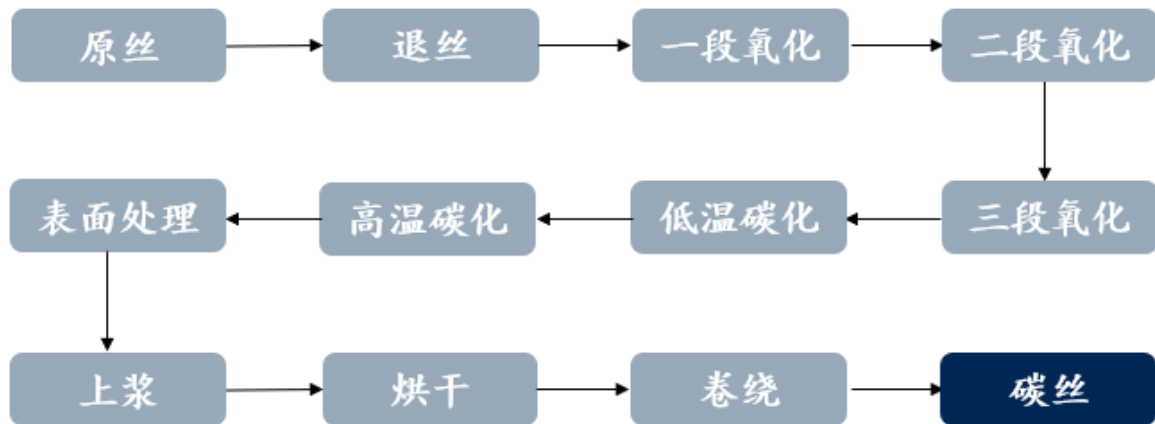 原丝
退丝
一段氧化
二段氧化
三段氧化
低温碳化
高温碳化
表面处理
上浆
烘干
卷绕
碳丝